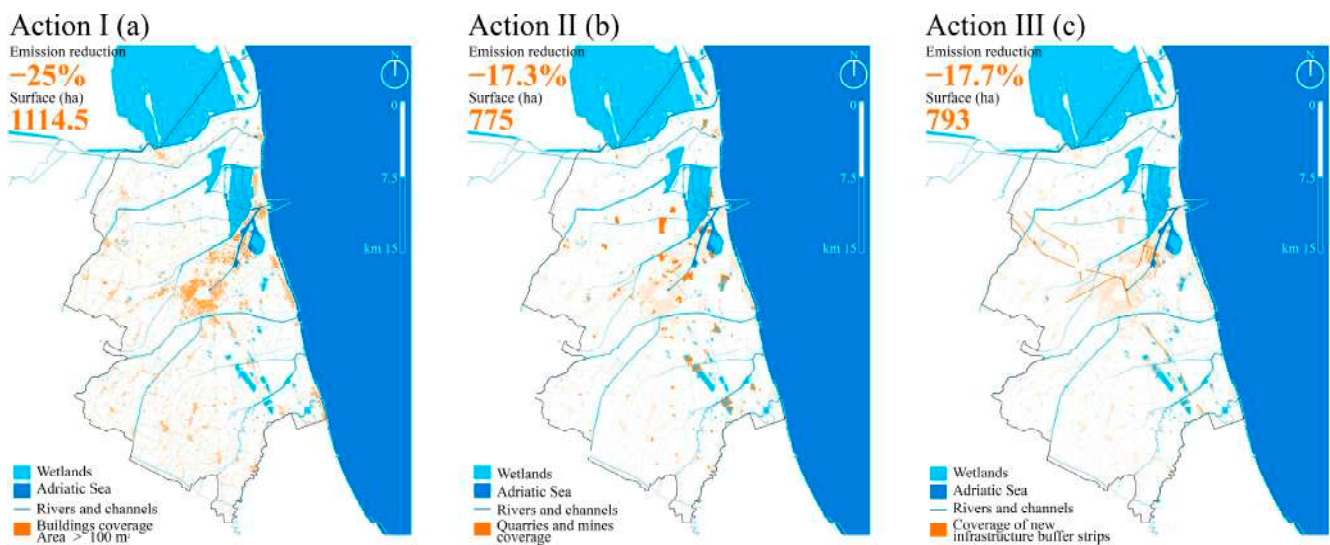 Action I (a)
Emission reduction
−25%
Surface (ha)
1114.5
N
0
7.5
km 15
Wetlands
Adriatic Sea
Rivers and channels
Buildings coverage
Area > 100 m²
Action II (b)
Emission reduction
−17.3%
Surface (ha)
775
N
0
7.5
km 15
Wetlands
Adriatic Sea
Rivers and channels
Quarries and mines
coverage
Action III (c)
Emission reduction
−17.7%
Surface (ha)
793
N
0
7.5
km 15
Wetlands
Adriatic Sea
Rivers and channels
Coverage of new
infrastructure buffer strips